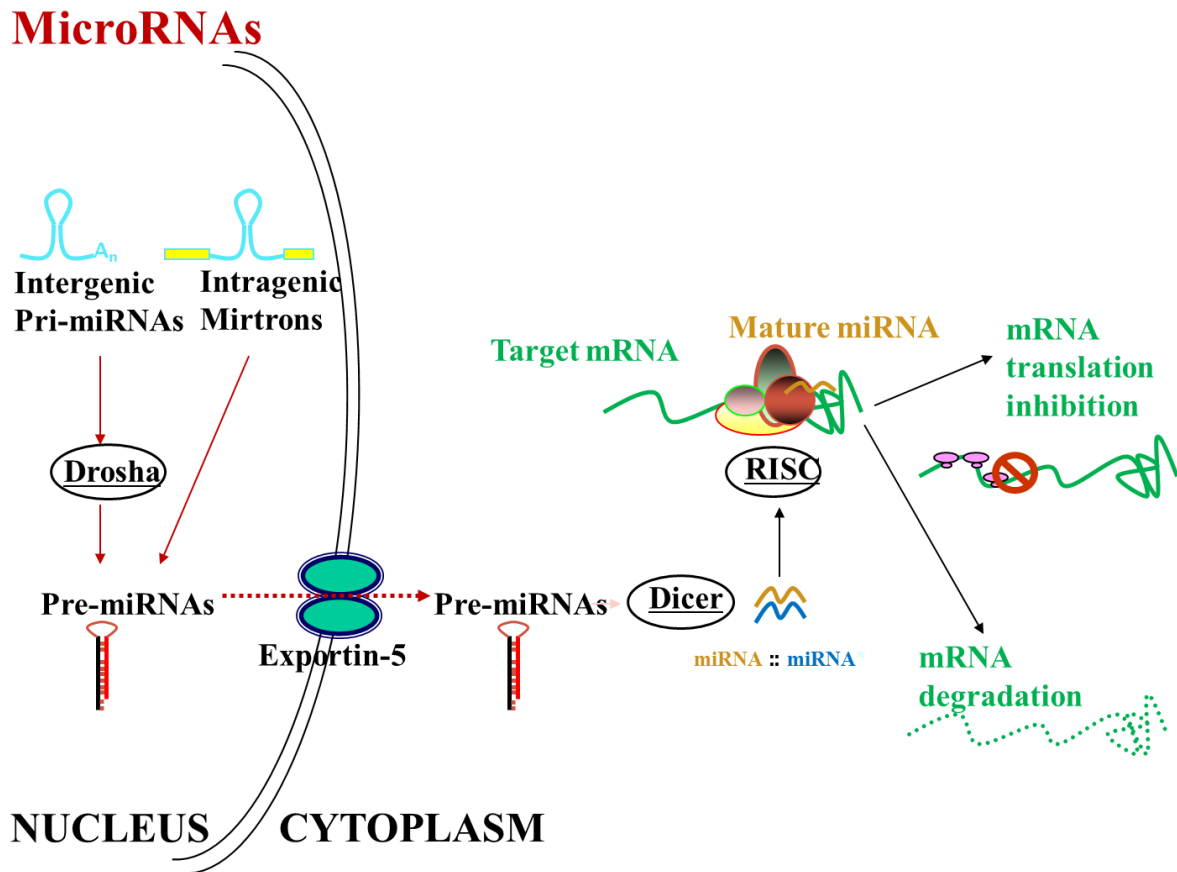 MicroRNAs
An
Intergenic
Pri-miRNAs
Intragenic
Mirtrons
Drosha
Pre-miRNAs
Exportin-5
Pre-miRNAs
Dicer
miRNA :: miRNA*
RISC
Target mRNA
Mature miRNA
mRNA
translation
inhibition
mRNA
degradation
NUCLEUS
CYTOPLASM